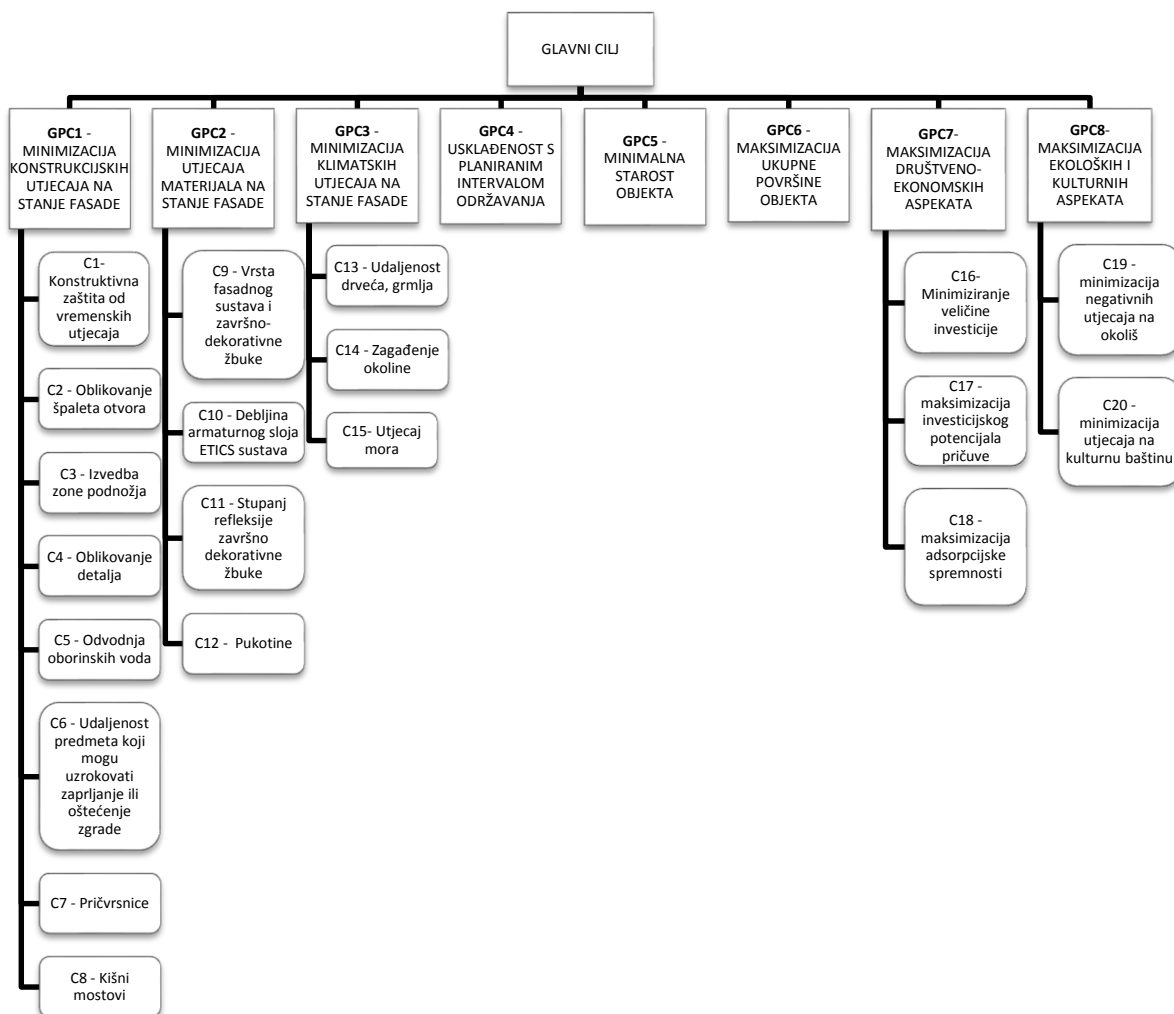 GLAVNI CILJ
GPC1 -
MINIMIZACIJA
KONSTRUKCIJSKIH
UTJECAJA NA
STANJE FASADE
GPC2 -
MINIMIZACIJA
UTJECAJA
MATERIJALA NA
STANJE FASADE
GPC3 -
MINIMIZACIJA
KLIMATSKIH
UTJECAJA NA
STANJE FASADE
GPC4 -
USKLAĐENOST S
PLANIRANIM
INTERVALOM
ODRŽAVANJA
GPC5 -
MINIMALNA
STAROST
OBJEKTA
GPC6 -
MAKSIMIZACIJA
UKUPNE
POVRŠINE
OBJEKTA
GPC7-
MAKSIMIZACIJA
DRUŠTVENO-
EKONOMSKIH
ASPEKATA
GPC8-
MAKSIMIZACIJA
EKOLOŠKIH I
KULTURNIH
ASPEKATA
C1-
Konstruktivna
zaštita od
vremenskih
utjecaja
C2 - Oblikovanje
špaleta otvora
C3 - Izvedba
zone podnožja
C4 - Oblikovanje
detalja
C5 - Odvodnja
oborinskih voda
C6 - Udaljenost
predmeta koji
mogu
uzrokovati
zaprljanje ili
oštećenje
zgrade
C7 - Pričvrsnice
C8 - Kišni
mostovi
C9 - Vrsta
fasadnog
sustava i
završno-
dekorativne
žbuke
C10 - Debljina
armaturnog sloja
ETICS sustava
C11 - Stupanj
refleksije
završno
dekorativne
žbuke
C12 - Pukotine
C13 - Udaljenost
drveća, grmlja
C14 - Zagađenje
okoline
C15- Utjecaj
mora
C16-
Minimiziranje
veličine
investicije
C17 -
maksimizacija
investicijskog
potencijala
pričuve
C18 -
maksimizacija
adsorpcijske
spremnosti
C19 -
minimizacija
negativnih
utjecaja na
okoliš
C20 -
minimizacija
utjecaja na
kulturnu baštinu